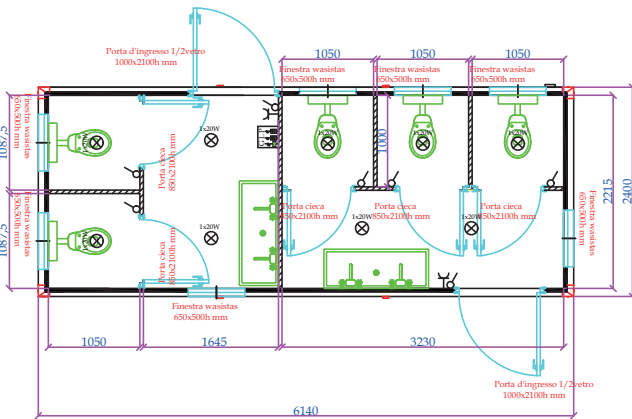 Porta d'ingresso 1/2vetro
1000x2100h mm
1050
1050
1050
Finestra wasistas
650x500h mm
Finestra wasistas
650x500h mm
Finestra wasistas
650x500h mm
Finestra wasistas
650x500h mm
1087,5
1x20W
Porta cieca
850x2100h mm
1x20W
1000
1x20W
1x20W
1x20W
2215
2400
Finestra wasistas
650x500h mm
1087,5
1x20W
Porta cieca
850x2100h mm
1x20W
Porta cieca
850x2100h mm
1x20W
Porta cieca
850x2100h mm
1x20W
Porta cieca
850x2100h mm
Finestra wasistas
650x500h mm
Finestra wasistas
650x500h mm
1050
1645
3230
Porta d'ingresso 1/2vetro
1000x2100h mm
6140